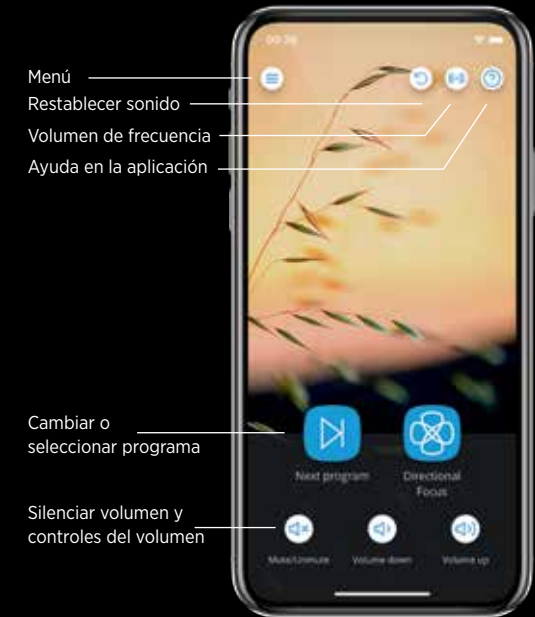 00:36
Menú
Restablecer sonido
Volumen de frecuencia
Ayuda en la aplicación
Cambiar o
seleccionar programa
Next program
Directional
Focus
Silenciar volumen y
controles del volumen
Mute/Unmute
Volume down
Volume up